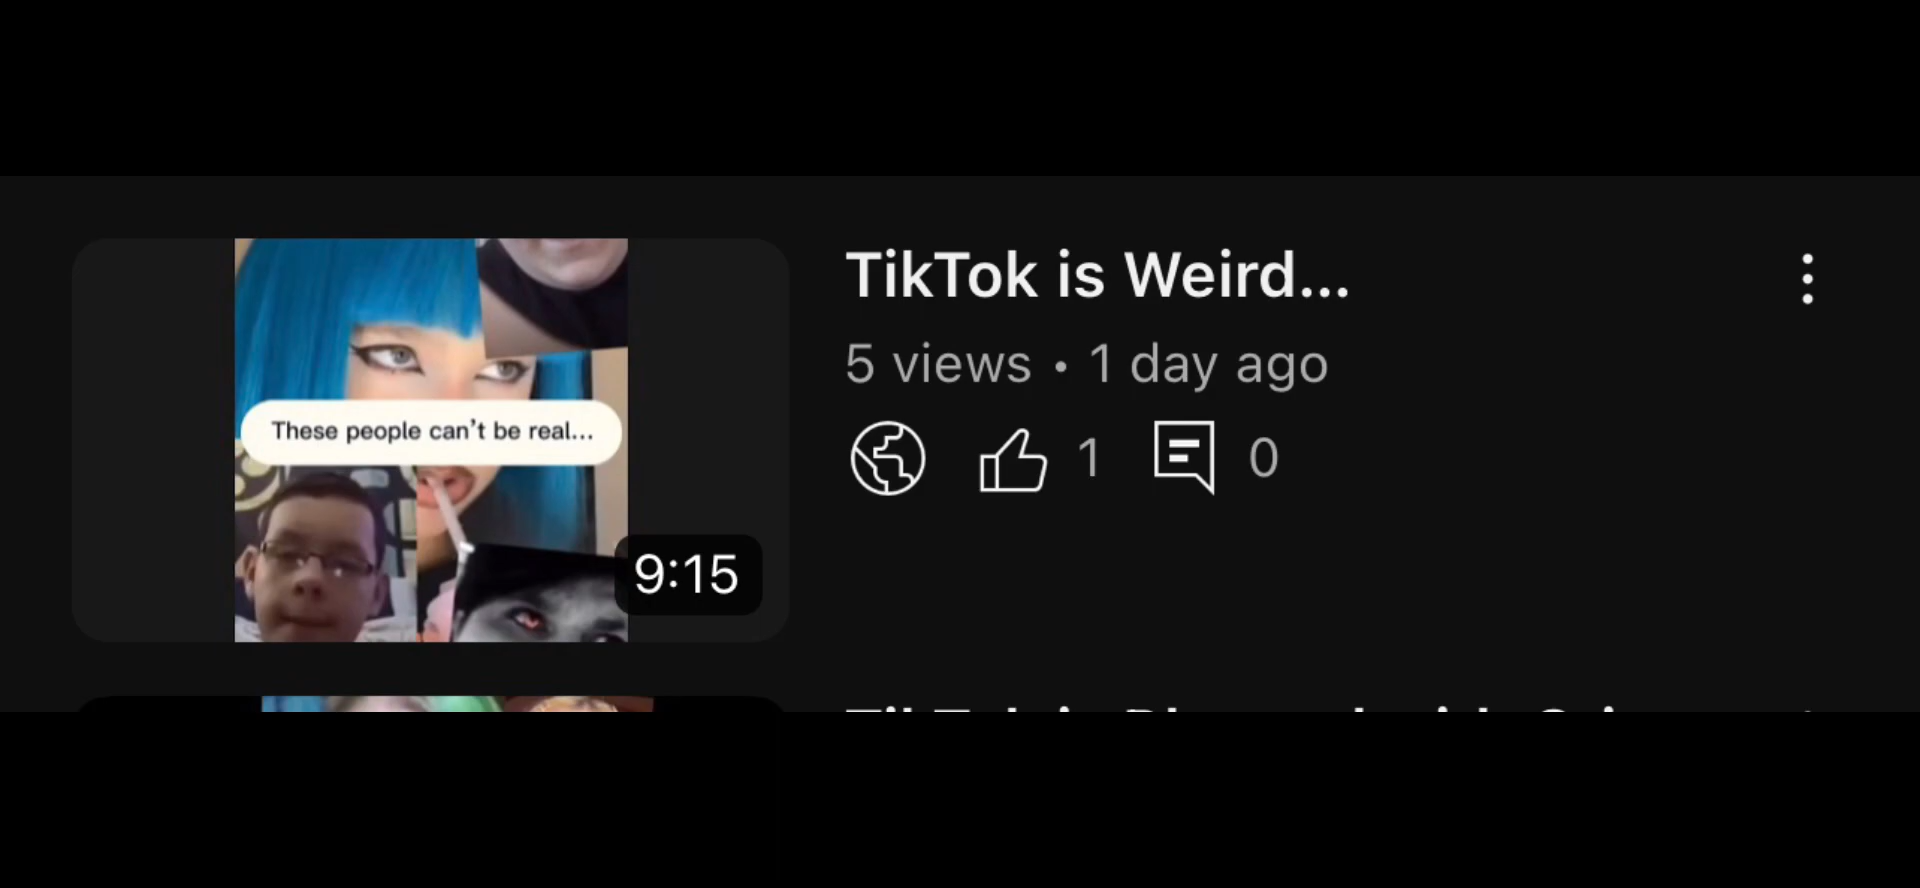 TikTok is Weird...
5 views • 1 day ago
1 0
These people can't be real...
9:15